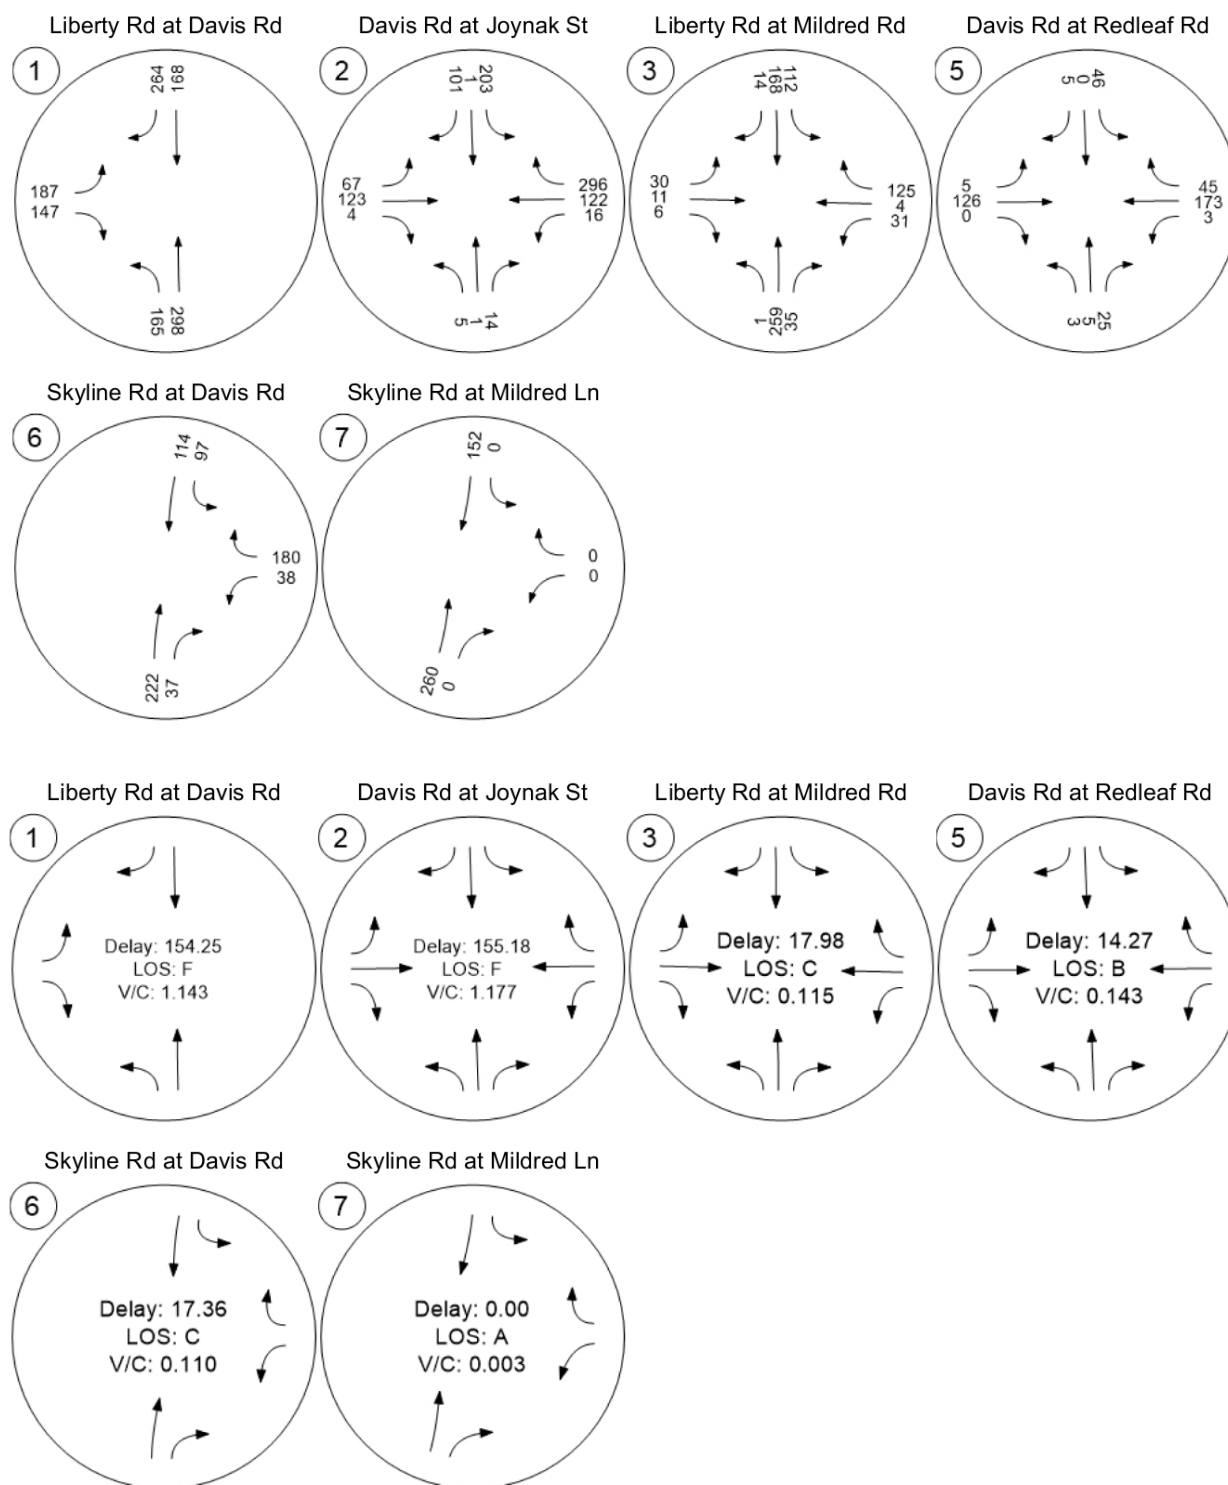 Liberty Rd at Davis Rd
1
264
168
187
147
165
298
Davis Rd at Joynak St
2
101
1
203
67
123
4
296
122
16
5
1
14
Liberty Rd at Mildred Rd
3
14
168
112
30
11
6
125
4
31
1
259
35
Davis Rd at Redleaf Rd
5
5
0
46
5
126
0
45
173
3
3
5
25
Skyline Rd at Davis Rd
6
114
97
180
38
222
37
Skyline Rd at Mildred Ln
7
152
0
0
0
260
0
Liberty Rd at Davis Rd
1
Delay: 154.25
LOS: F
V/C: 1.143
Davis Rd at Joynak St
2
Delay: 155.18
LOS: F
V/C: 1.177
Liberty Rd at Mildred Rd
3
Delay: 17.98
LOS: C
V/C: 0.115
Davis Rd at Redleaf Rd
5
Delay: 14.27
LOS: B
V/C: 0.143
Skyline Rd at Davis Rd
6
Delay: 17.36
LOS: C
V/C: 0.110
Skyline Rd at Mildred Ln
7
Delay: 0.00
LOS: A
V/C: 0.003